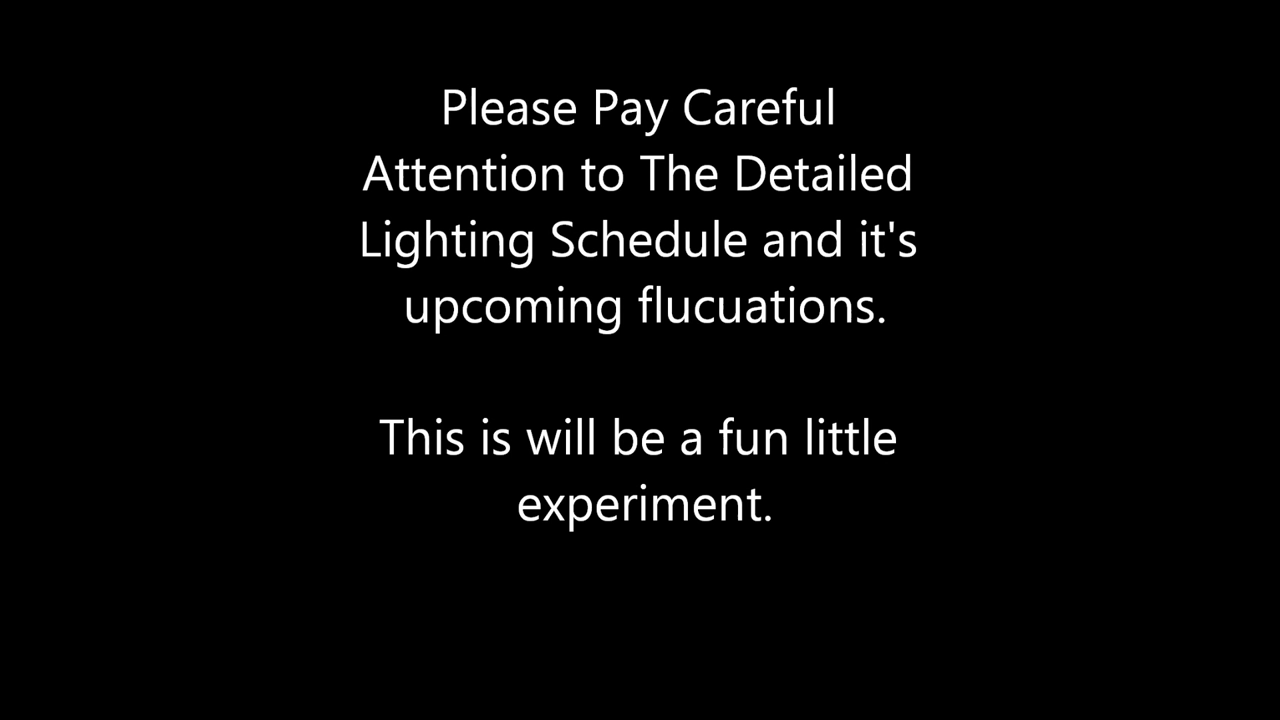 Please Pay Careful
Attention to The Detailed
Lighting Schedule and it's
upcoming flucuations.
This is will be a fun little
experiment.